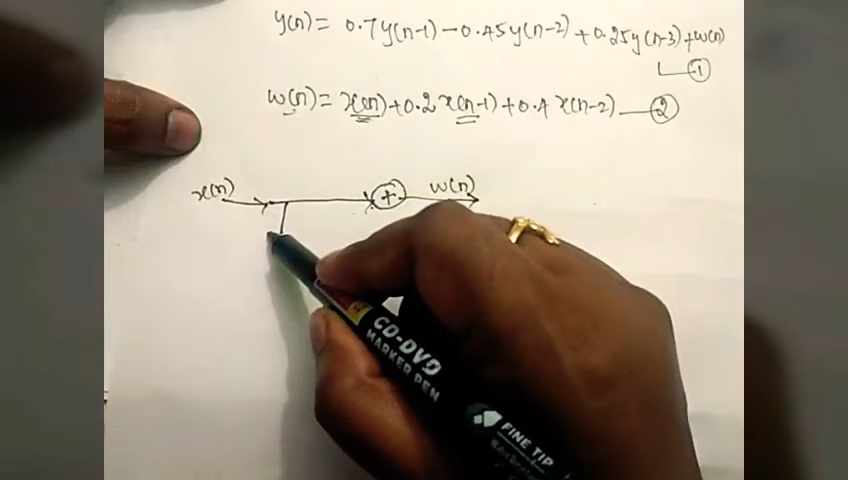 y(n) = 0.7y(n-1) - 0.45y(n-2) + 0.25y(n-3) + w(n)
1
w(n) = x(n) + 0.2x(n-1) + 0.4x(n-2) 2
x(n) + w(n)
CD-DVD
MARKER PEN
FINE TIP